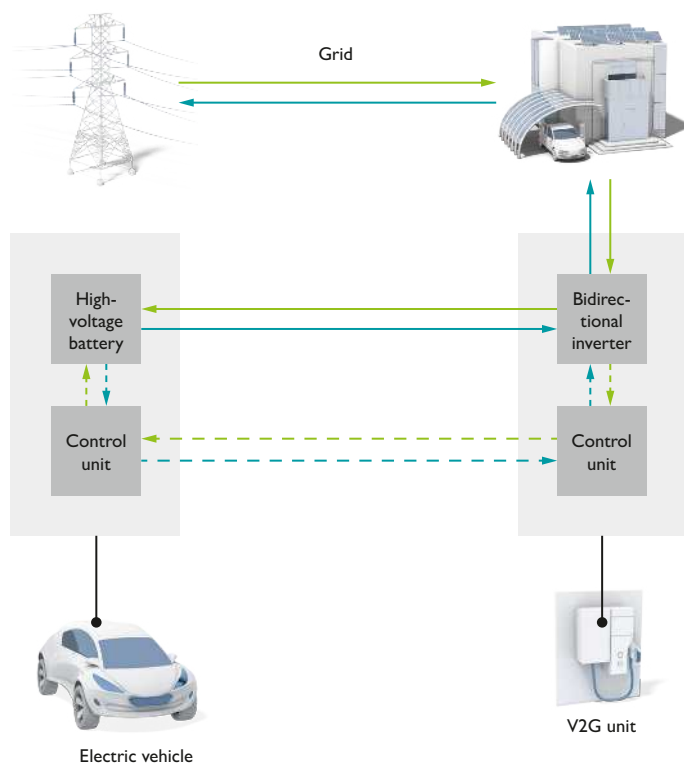 Grid
High-
voltage
battery
Bidirec-
tional
inverter
Control
unit
Control
unit
V2G unit
Electric vehicle